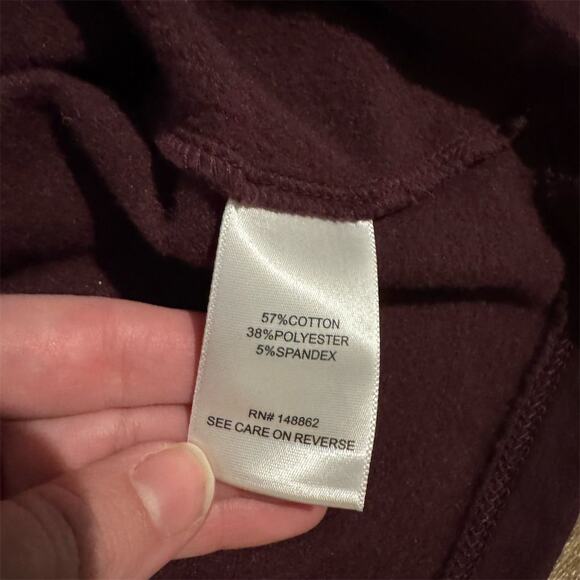 57%COTTON
38%POLYESTER
5%SPANDEX
RN# 148862
SEE CARE ON REVERSE